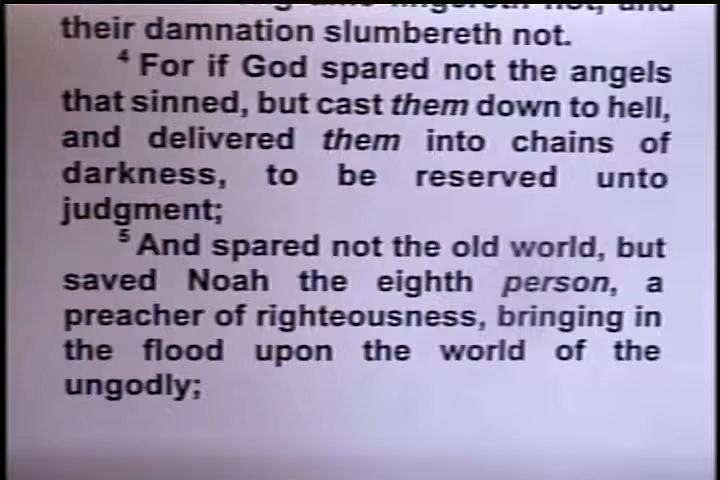 lingereth not, and
their damnation slumbereth not.
4 For if God spared not the angels
that sinned, but cast them down to hell,
and delivered them into chains of
darkness, to be reserved unto
judgment;
5 And spared not the old world, but
saved Noah the eighth person, a
preacher of righteousness, bringing in
the flood upon the world of the
ungodly;